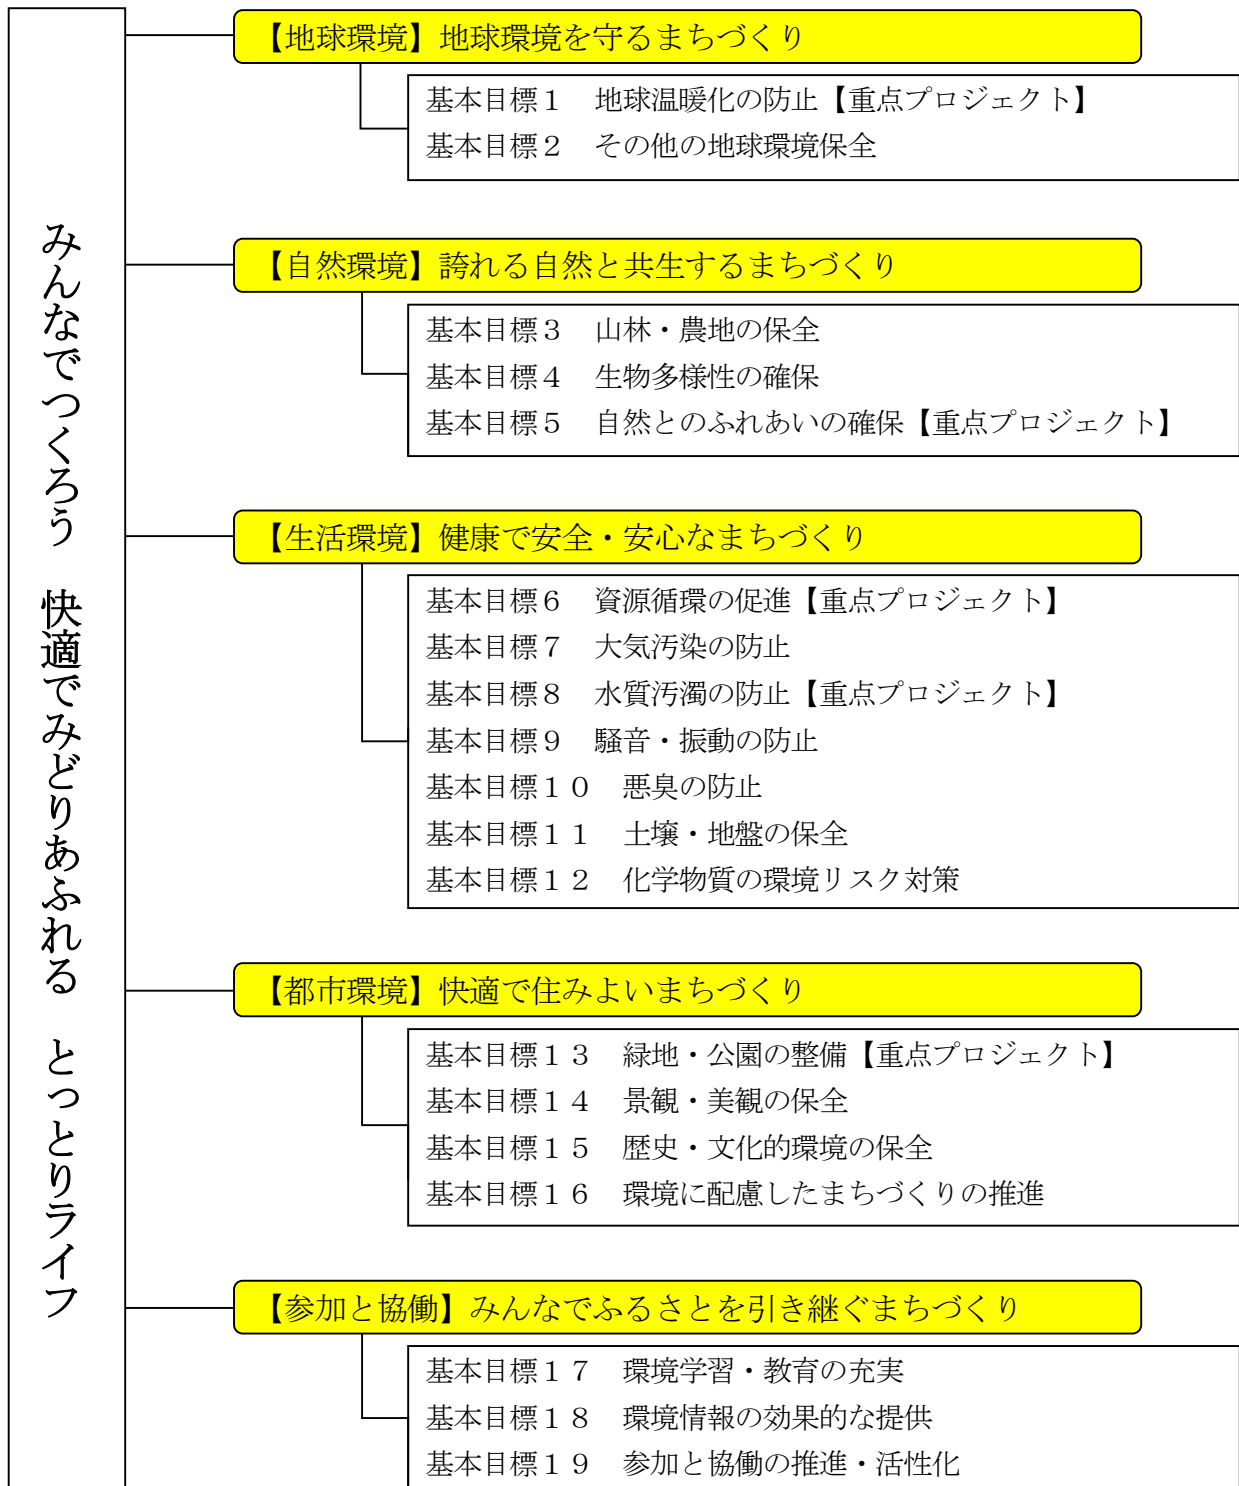 みんなでつくろう　快適でみどりあふれる　とっとりライフ
【地球環境】地球環境を守るまちづくり
基本目標１　地球温暖化の防止【重点プロジェクト】
基本目標２　その他の地球環境保全
【自然環境】誇れる自然と共生するまちづくり
基本目標３　山林・農地の保全
基本目標４　生物多様性の確保
基本目標５　自然とのふれあいの確保【重点プロジェクト】
【生活環境】健康で安全・安心なまちづくり
基本目標６　資源循環の促進【重点プロジェクト】
基本目標７　大気汚染の防止
基本目標８　水質汚濁の防止【重点プロジェクト】
基本目標９　騒音・振動の防止
基本目標１０　悪臭の防止
基本目標１１　土壌・地盤の保全
基本目標１２　化学物質の環境リスク対策
【都市環境】快適で住みよいまちづくり
基本目標１３　緑地・公園の整備【重点プロジェクト】
基本目標１４　景観・美観の保全
基本目標１５　歴史・文化的環境の保全
基本目標１６　環境に配慮したまちづくりの推進
【参加と協働】みんなでふるさとを引き継ぐまちづくり
基本目標１７　環境学習・教育の充実
基本目標１８　環境情報の効果的な提供
基本目標１９　参加と協働の推進・活性化